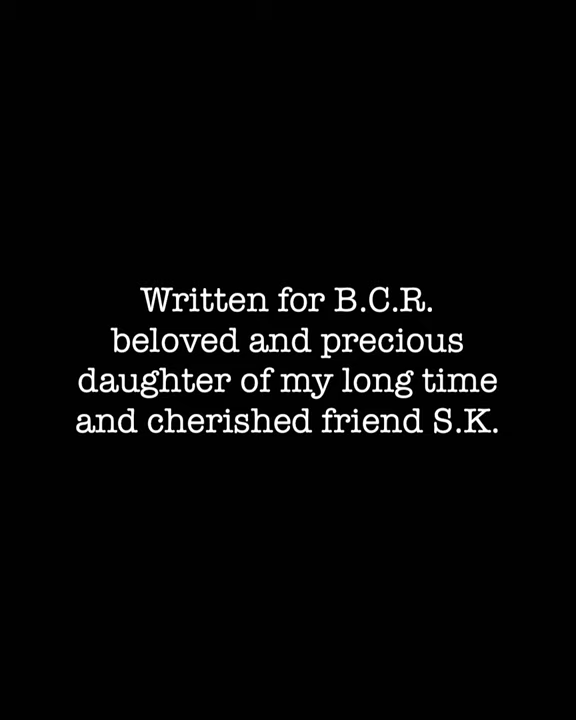 Written for B.C.R.
beloved and precious
daughter of my long time
and cherished friend S.K.